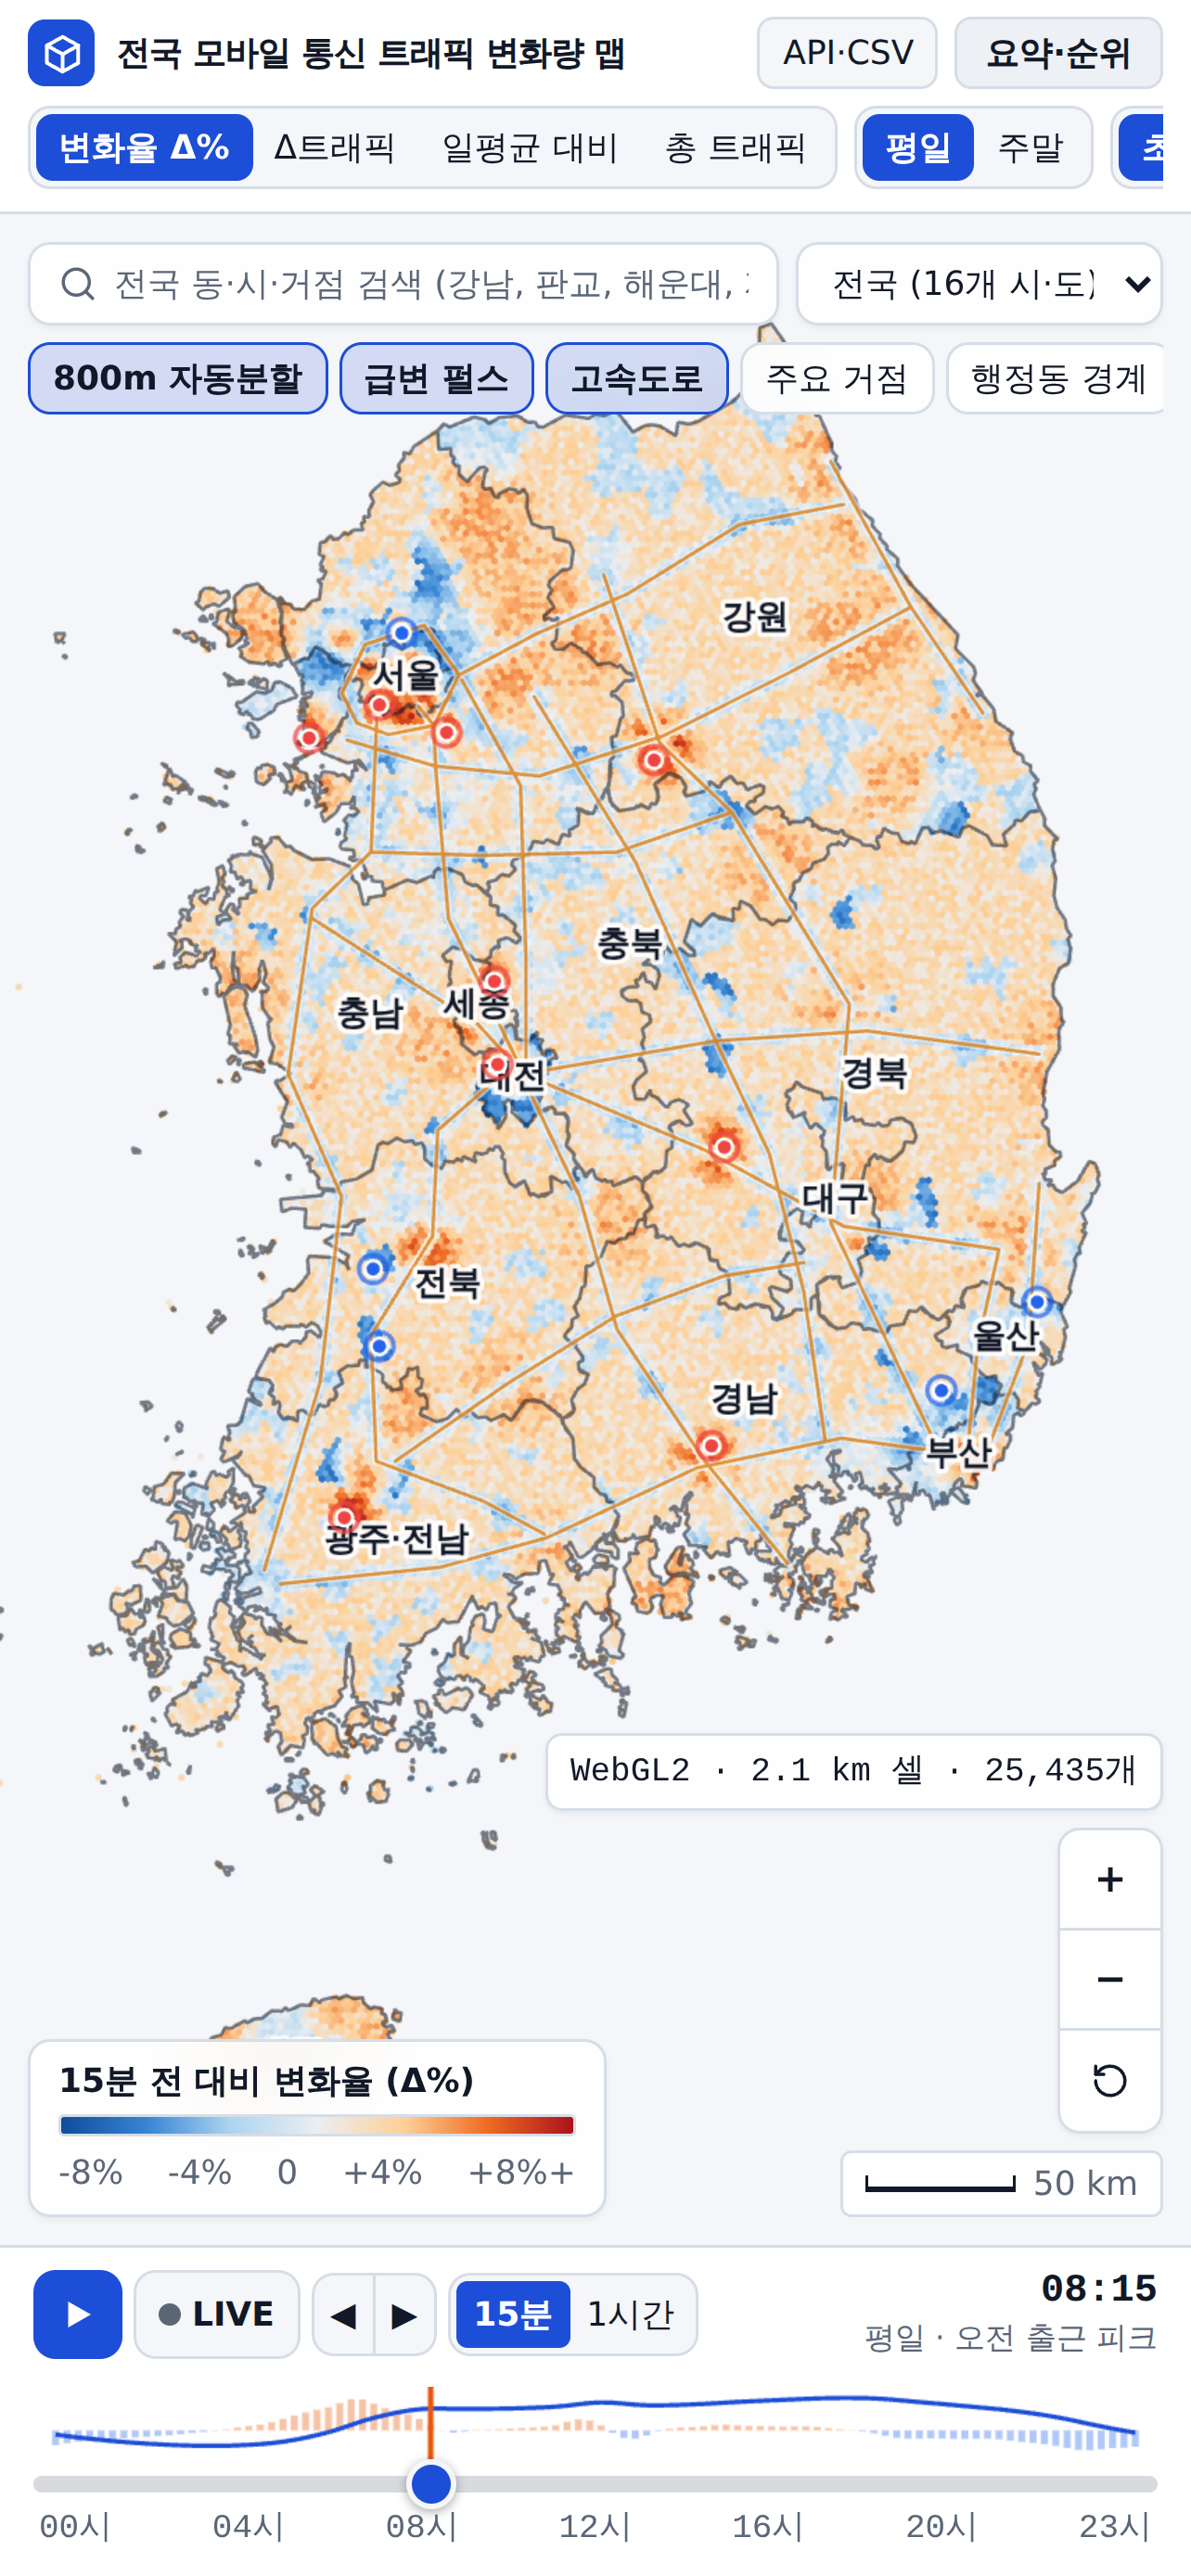 전국 모바일 통신 트래픽 변화량 맵
API·CSV
요약·순위
변화율 Δ% Δ트래픽 일평균 대비 총 트래픽
평일 주말
전국 동·시·거점 검색 (강남, 판교, 해운대,
전국 (16개 시·도)
800m 자동분할 급변 펄스 고속도로 주요 거점 행정동 경계
강원
서울
충북
세종
충남
대전
경북
대구
전북
울산
경남
부산
광주·전남
WebGL2 · 2.1 km 셀 · 25,435개
+
−
15분 전 대비 변화율 (Δ%)
-8% -4% 0 +4% +8%+
50 km
LIVE
15분 1시간
08:15
평일 · 오전 출근 피크
00시 04시 08시 12시 16시 20시 23시